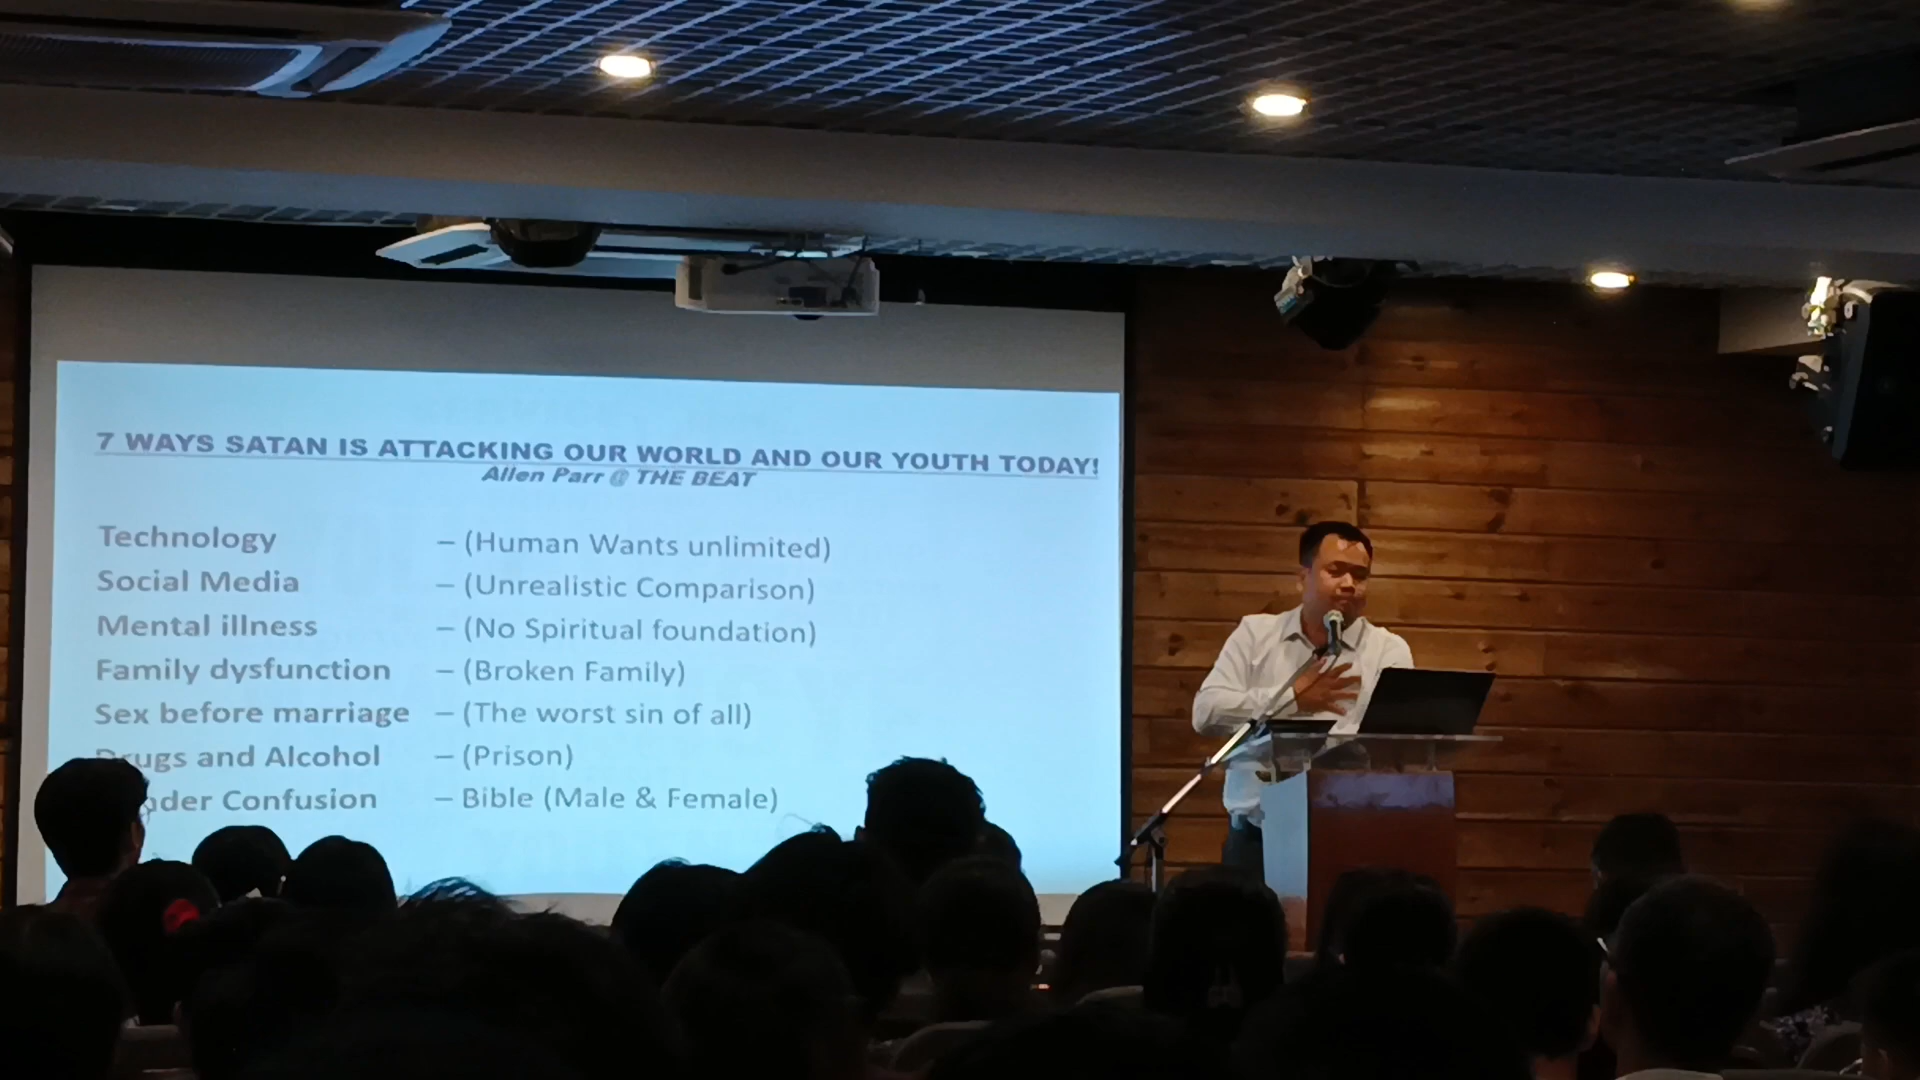 7 WAYS SATAN IS ATTACKING OUR WORLD AND OUR YOUTH TODAY!
Allen Parr @ THE BEAT
Technology – (Human Wants unlimited)
Social Media – (Unrealistic Comparison)
Mental illness – (No Spiritual foundation)
Family dysfunction – (Broken Family)
Sex before marriage – (The worst sin of all)
Drugs and Alcohol – (Prison)
Confusion – Bible (Male & Female)